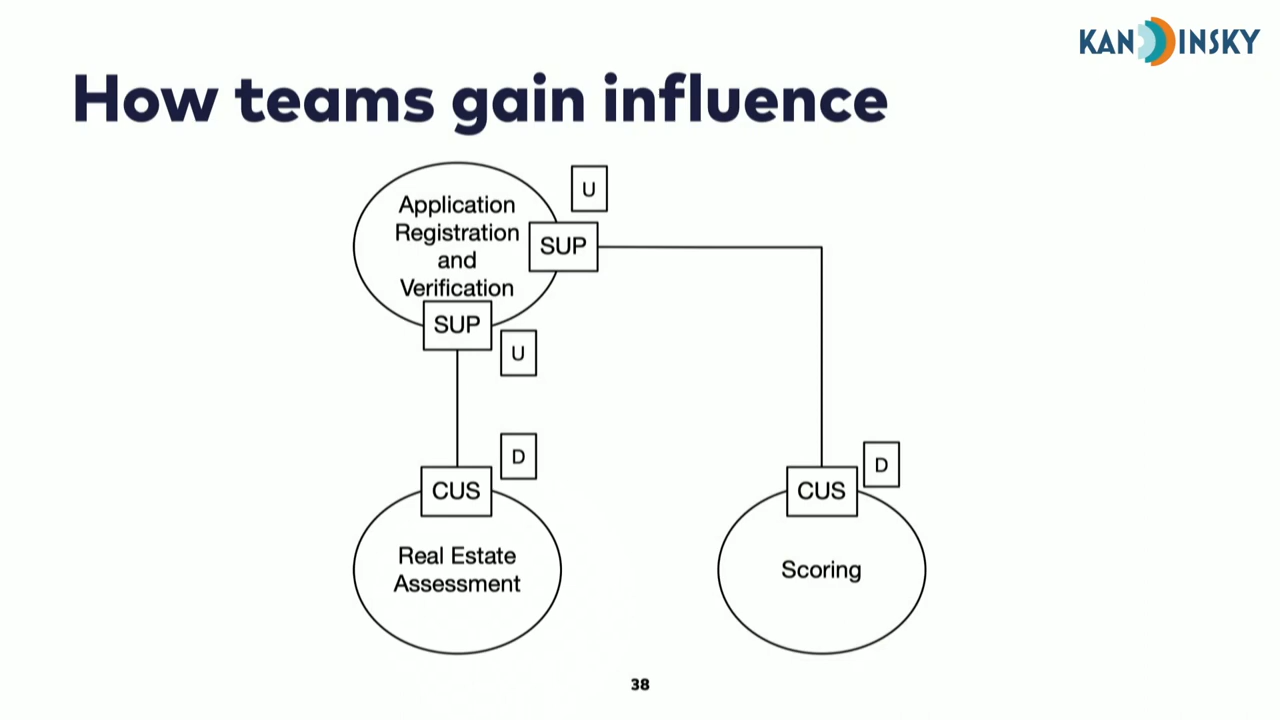 KANDINSKY
How teams gain influence
U
Application
Registration
and
Verification
SUP
SUP
U
D
CUS
Real Estate
Assessment
D
CUS
Scoring
38